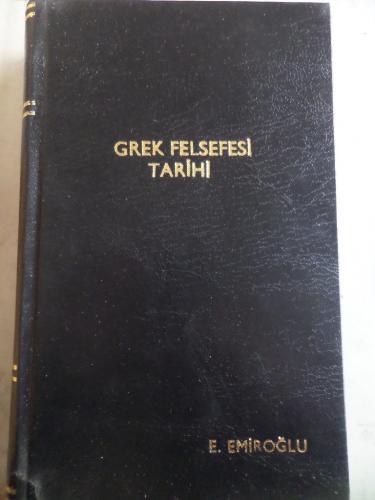 GREK FELSEFESİ
TARİHİ
E. EMİROĞLU